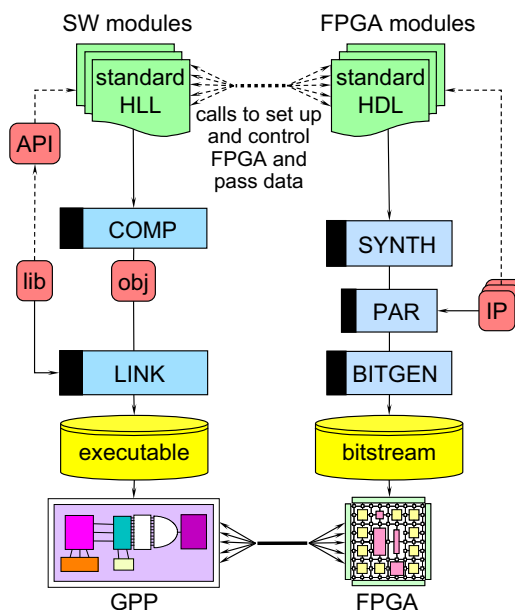 SW modules
FPGA modules
standard
HLL
standard
HDL
calls to set up
and control
FPGA and
pass data
API
COMP
SYNTH
lib
obj
PAR
IP
LINK
BITGEN
executable
bitstream
GPP
FPGA